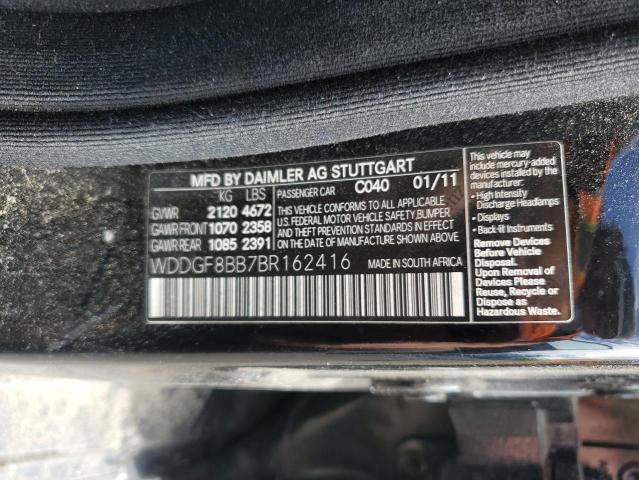 MFD BY DAIMLER AG STUTTGART
KG LBS
GVWR 2120 4672
GAWR FRONT 1070 2358
GAWR REAR 1085 2391
PASSENGER CAR C040 01/11
THIS VEHICLE CONFORMS TO ALL APPLICABLE
U.S. FEDERAL MOTOR VEHICLE SAFETY, BUMPER
AND THEFT PREVENTION STANDARDS IN
EFFECT ON THE DATE OF MANUFACTURE
SHOWN ABOVE.
WDDGF8BB7BR162416 MADE IN SOUTH AFRICA
This vehicle may include
mercury-added
devices installed by the
manufacturer:
- High Intensity
Discharge Headlamps
- Displays
- Back-lit Instruments
Remove Devices
Before Vehicle
Disposal.
Upon Removal of
Devices Please
Reuse, Recycle or
Dispose as
Hazardous Waste.